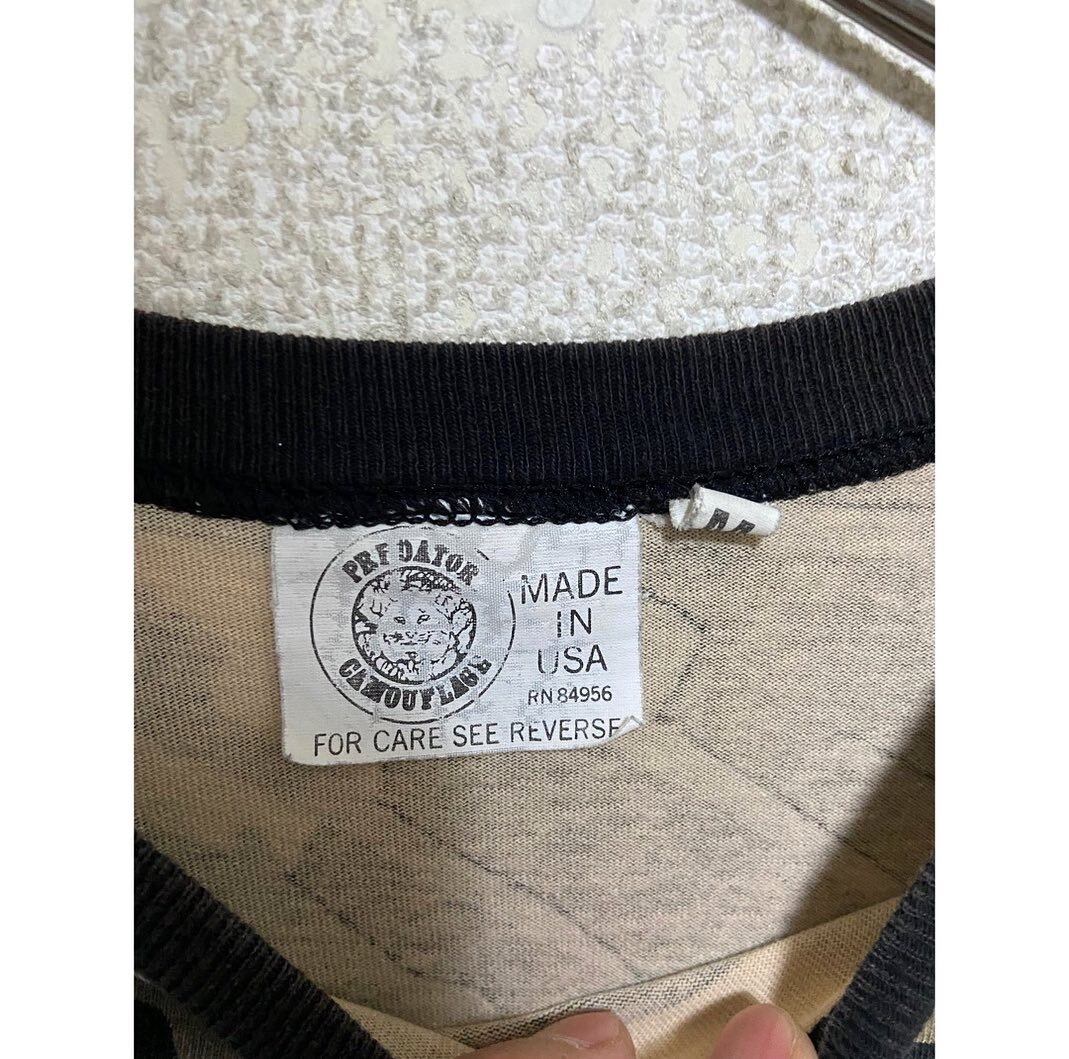 PREDATOR
CAMOUFLAGE
MADE
IN
USA
RN 84956
FOR CARE SEE REVERSE
M